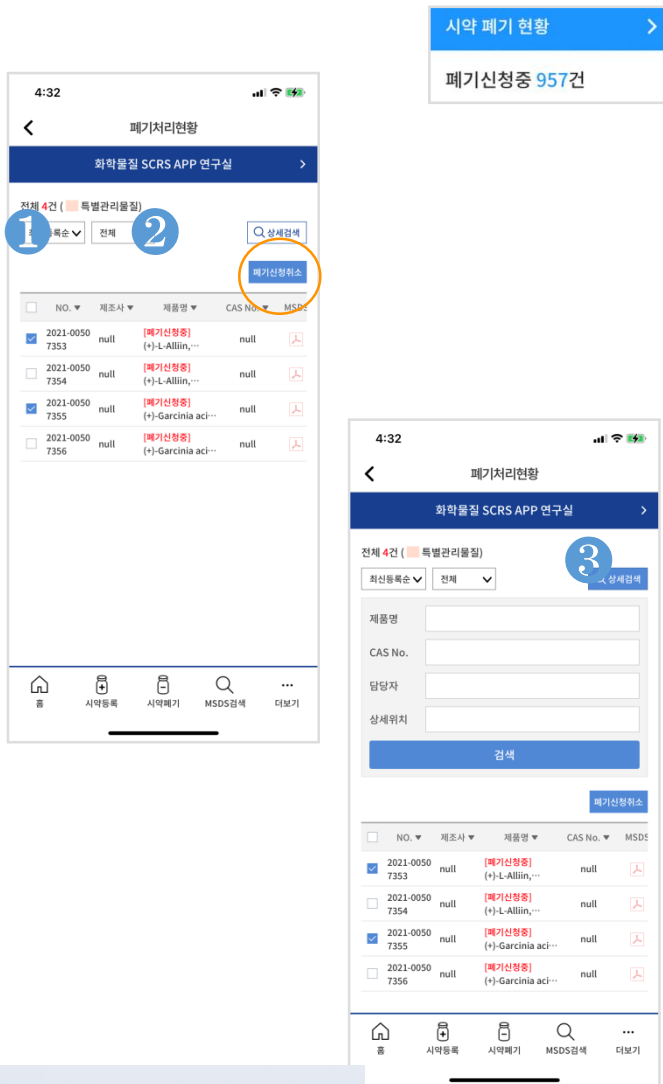 시약 폐기 현황
폐기신청중 957건
4:32
폐기처리현황
화학물질 SCRS APP 연구실
전체 4건 ( 특별관리물질)
1
등록순
전체
2
상세검색
폐기신청취소
NO. ▼ 제조사 ▼ 제품명 ▼ CAS No. ▼ MSDS
2021-0050
7353
null
[폐기신청중]
(+)-L-Alliin,···
null
2021-0050
7354
null
[폐기신청중]
(+)-L-Alliin,···
null
2021-0050
7355
null
[폐기신청중]
(+)-Garcinia aci···
null
2021-0050
7356
null
[폐기신청중]
(+)-Garcinia aci···
null
홈 시약등록 시약폐기 MSDS검색 더보기
4:32
폐기처리현황
화학물질 SCRS APP 연구실
전체 4건 ( 특별관리물질)
최신등록순 전체
3
상세검색
제품명
CAS No.
담당자
상세위치
검색
폐기신청취소
NO. ▼ 제조사 ▼ 제품명 ▼ CAS No. ▼ MSDS
2021-0050
7353
null
[폐기신청중]
(+)-L-Alliin,···
null
2021-0050
7354
null
[폐기신청중]
(+)-L-Alliin,···
null
2021-0050
7355
null
[폐기신청중]
(+)-Garcinia aci···
null
2021-0050
7356
null
[폐기신청중]
(+)-Garcinia aci···
null
홈 시약등록 시약폐기 MSDS검색 더보기